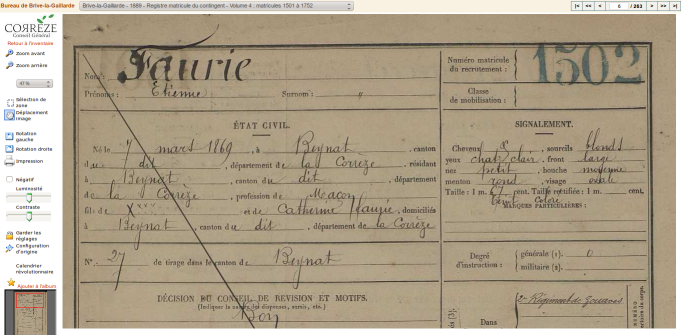 Bureau de Brive-la-Gaillarde
Brive-la-Gaillarde - 1889 - Registre matricule du contingent - Volume 4 : matricules 1501 à 1752
6 / 283
CORRÈZE
Conseil Général
Retour à l'inventaire
Zoom avant
Zoom arrière
47%
Sélection de zone
Déplacement image
Rotation gauche
Rotation droite
Impression
Négatif
Luminosité
Contraste
Garder les réglages
Configuration d'origine
Calendrier révolutionnaire
Ajouter à l'album
Nom : Faurie
Prénoms : Etienne Surnom : "
Numéro matricule du recrutement : 1502
Classe de mobilisation :
ÉTAT CIVIL.
Né le 7 mars 1869, à Beynat, canton
du dit, département de la Corrèze, résidant
à Beynat, canton du dit, département
de la Corrèze, profession de Maçon
fils de X et de Catherine Faurie, domiciliés
à Beynat, canton du dit, département de la Corrèze
N° 27 de tirage dans le canton de Beynat
DÉCISION DU CONSEIL DE REVISION ET MOTIFS.
(Indiquer la nature des dispenses, sursis, etc.)
Bon
SIGNALEMENT.
Cheveux et, sourcils blonds
yeux chat. clair, front large
nez petit, bouche moyenne
menton rond, visage ovale
Taille : 1 m. 67 cent. Taille rectifiée : 1 m. cent.
Teint coloré
MARQUES PARTICULIÈRES :
Degré d'instruction : générale (1). 0
militaire (2).
2e Régiment de Zouaves
Dans